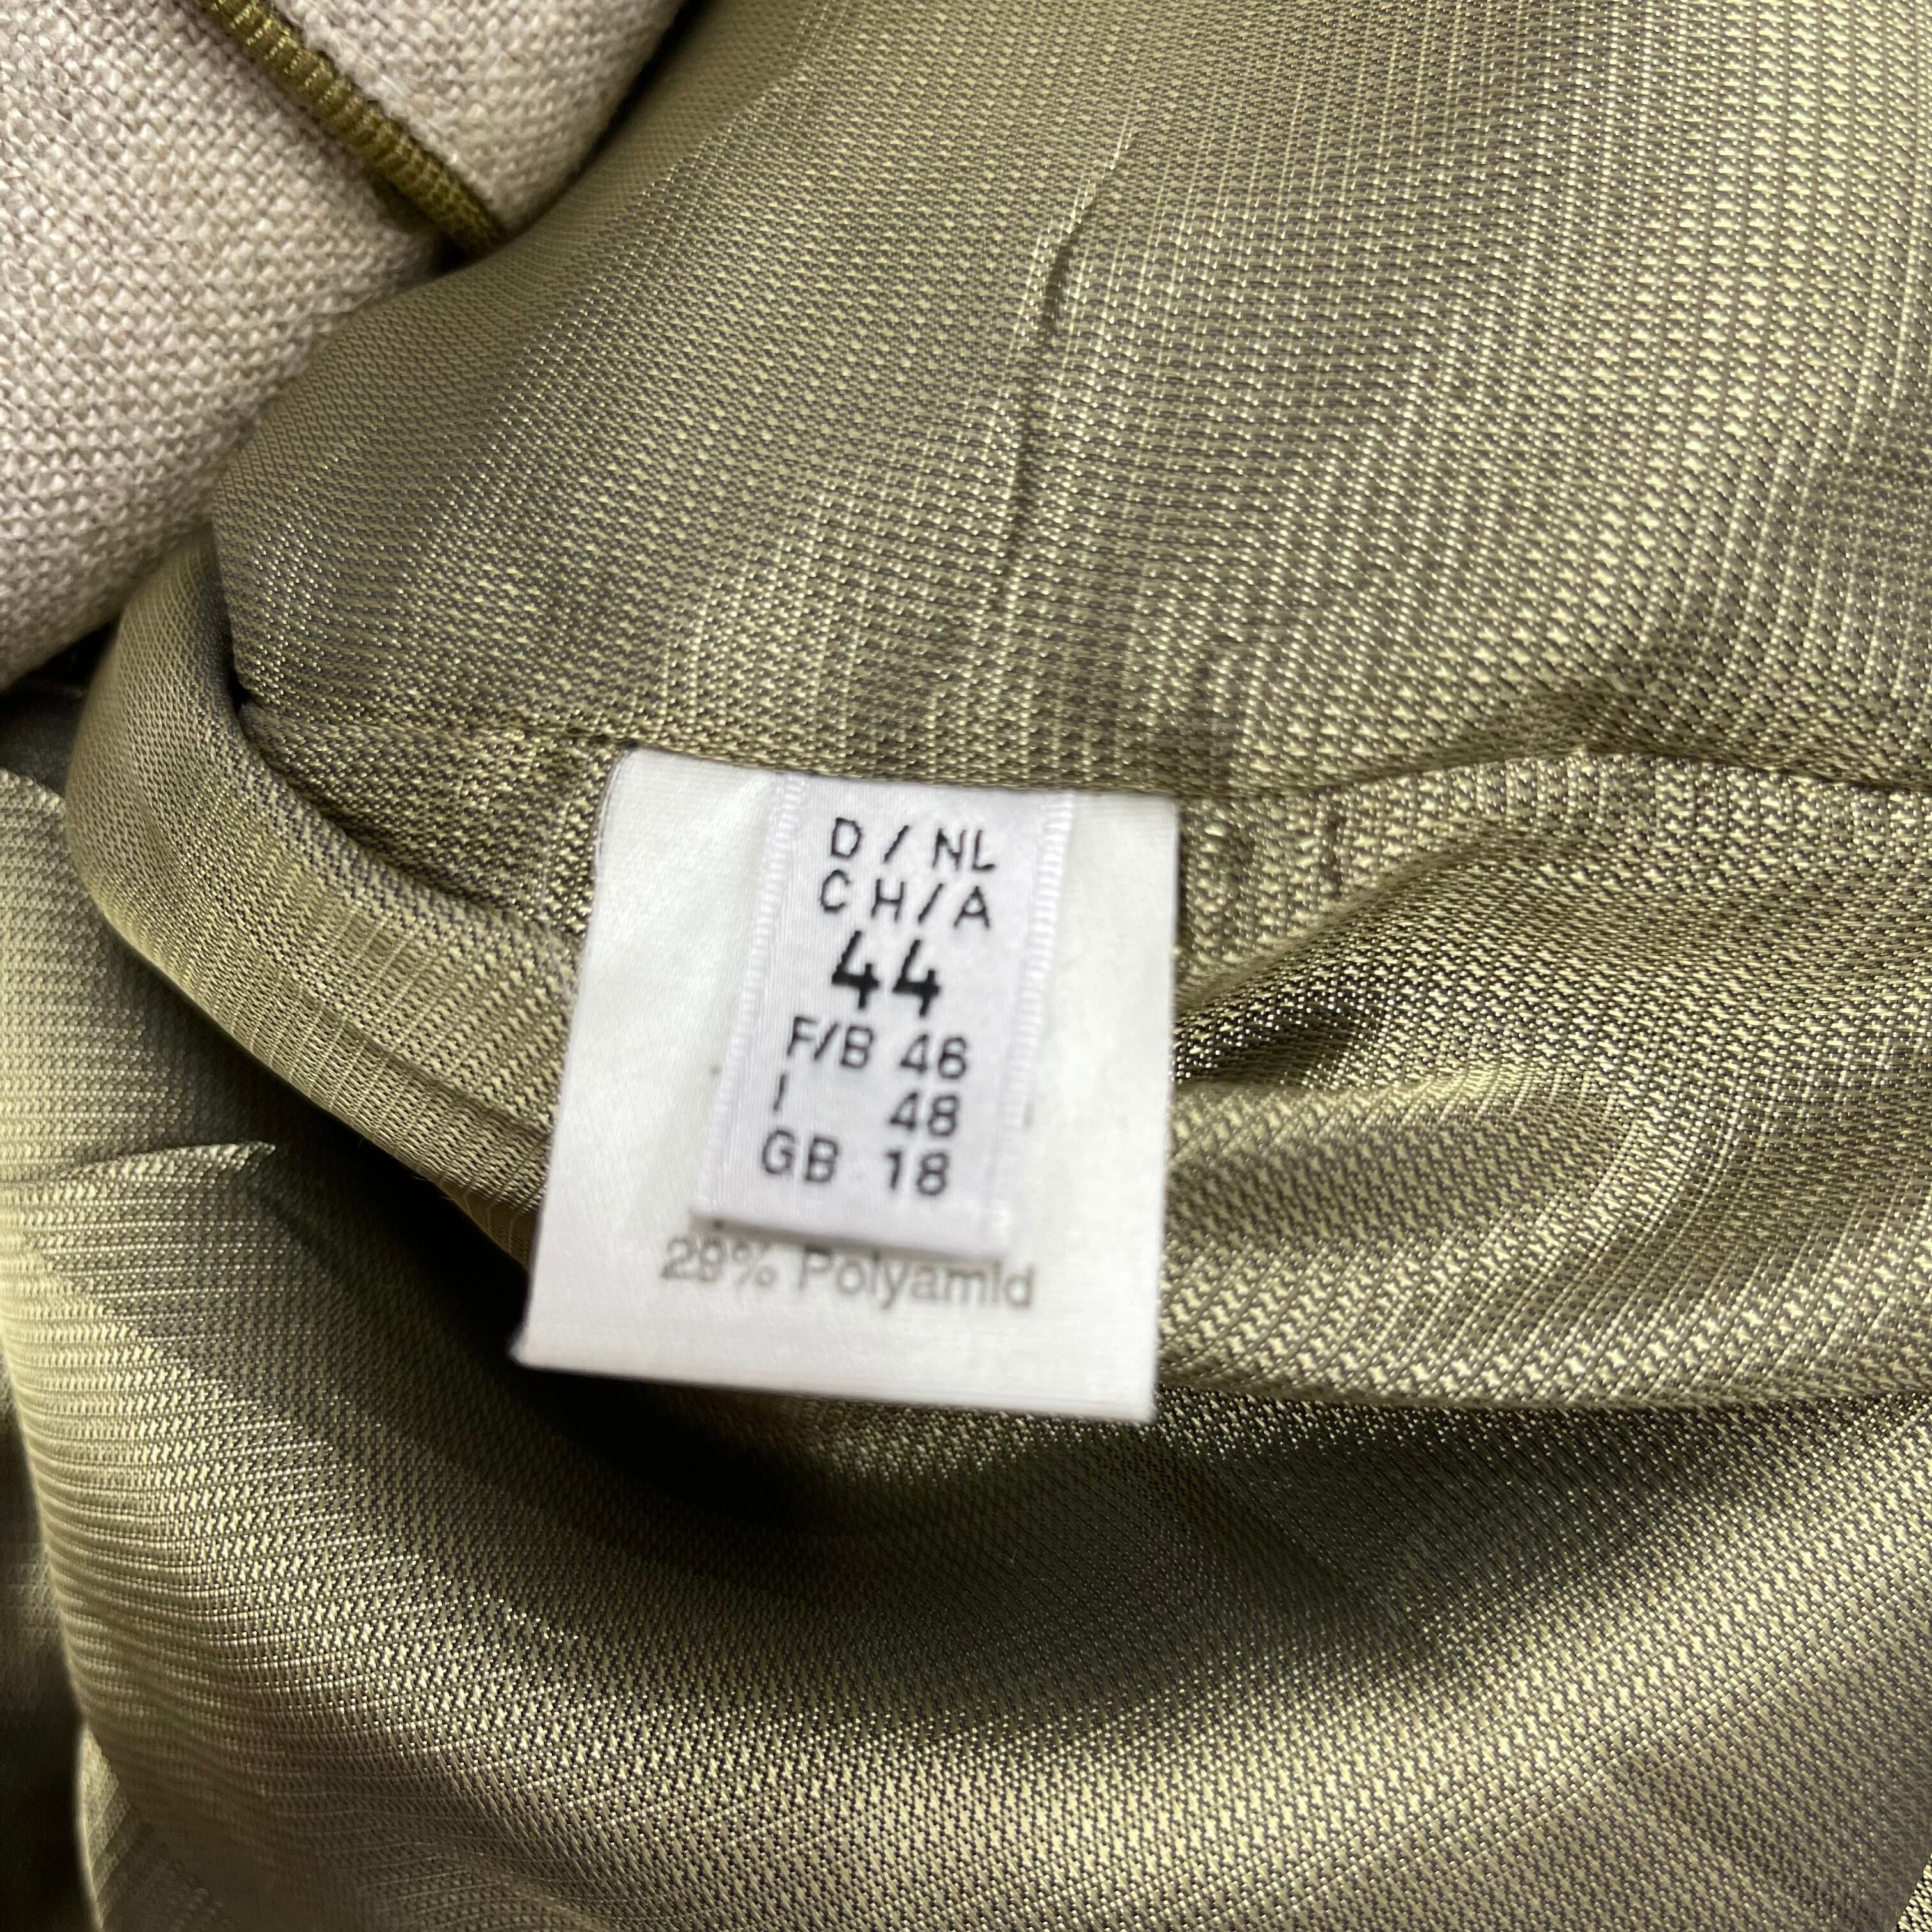 D / NL
CH/A
44
F/B 46
I 48
GB 18
29% Polyamid